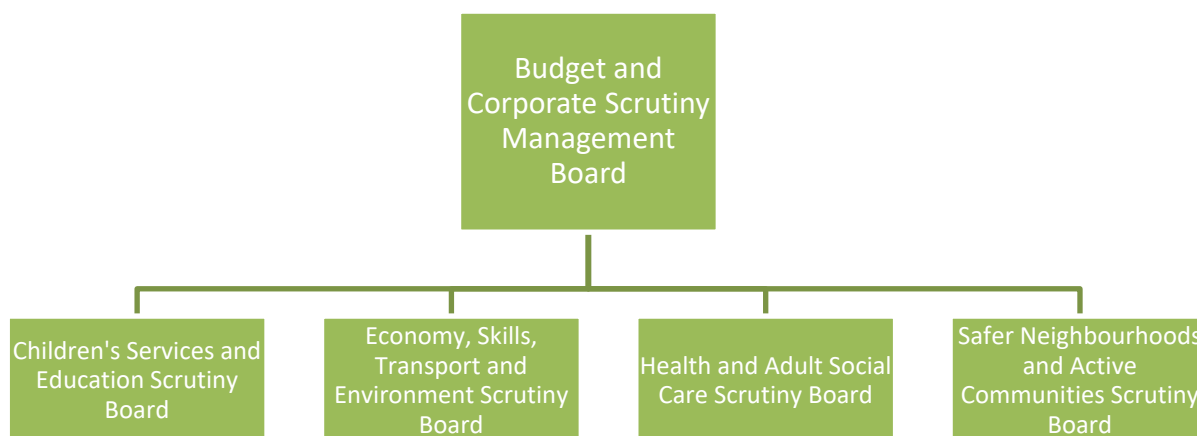 Budget and
Corporate Scrutiny
Management
Board
Children's Services and
Education Scrutiny
Board
Economy, Skills,
Transport and
Environment Scrutiny
Board
Health and Adult Social
Care Scrutiny Board
Safer Neighbourhoods
and Active
Communities Scrutiny
Board